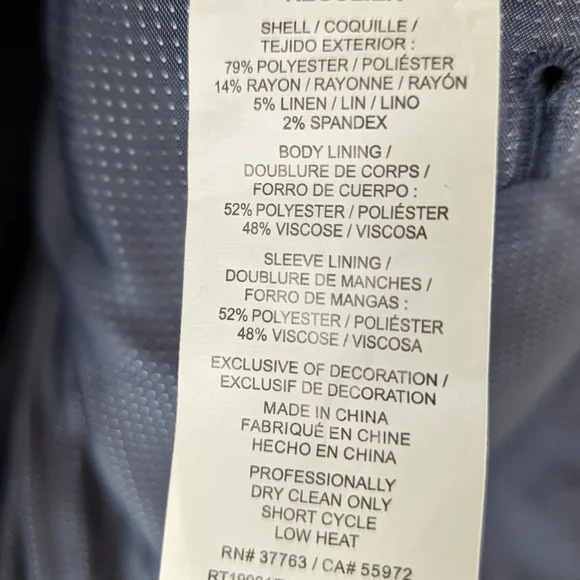 SHELL / COQUILLE /
TEJIDO EXTERIOR :
79% POLYESTER / POLIÉSTER
14% RAYON / RAYONNE / RAYÓN
5% LINEN / LIN / LINO
2% SPANDEX
BODY LINING /
DOUBLURE DE CORPS /
FORRO DE CUERPO :
52% POLYESTER / POLIÉSTER
48% VISCOSE / VISCOSA
SLEEVE LINING /
DOUBLURE DE MANCHES /
FORRO DE MANGAS :
52% POLYESTER / POLIÉSTER
48% VISCOSE / VISCOSA
EXCLUSIVE OF DECORATION /
EXCLUSIF DE DECORATION
MADE IN CHINA
FABRIQUÉ EN CHINE
HECHO EN CHINA
PROFESSIONALLY
DRY CLEAN ONLY
SHORT CYCLE
LOW HEAT
RN# 37763 / CA# 55972